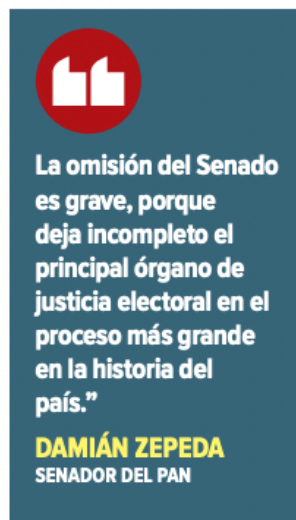 La omisión del Senado
es grave, porque
deja incompleto el
principal órgano de
justicia electoral en el
proceso más grande
en la historia del
país.”
DAMIÁN ZEPEDA
SENADOR DEL PAN